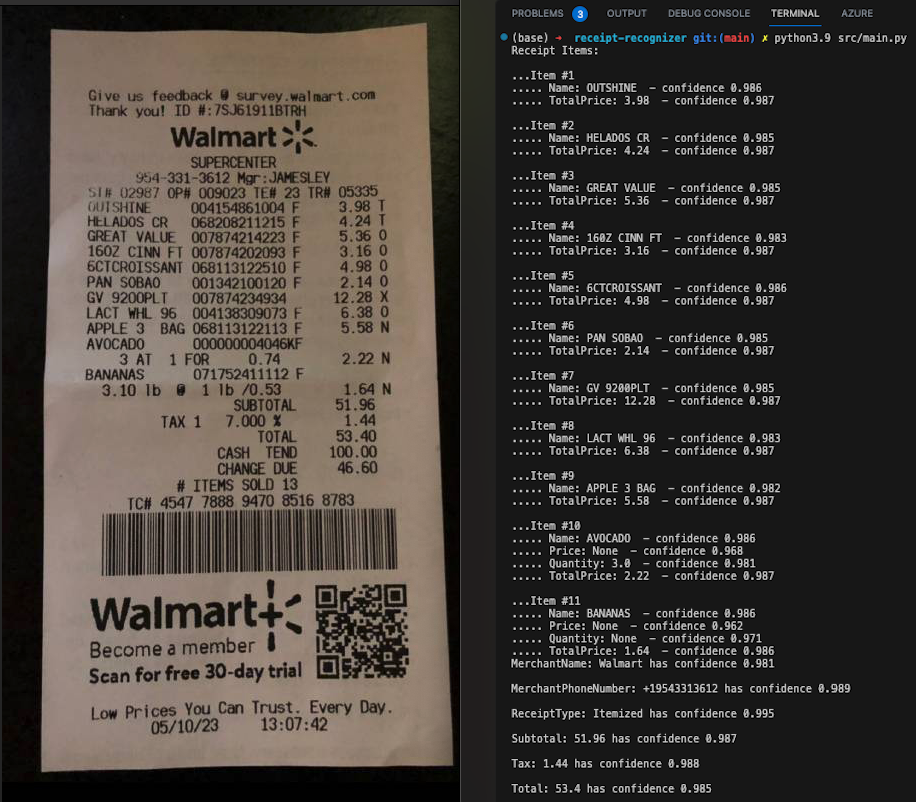 Give us feedback @ survey.walmart.com
Thank you! ID #:7SJ61911BTRH
Walmart
SUPERCENTER
954-331-3612 Mgr:JAMESLEY
ST# 02987 OP# 009023 TE# 23 TR# 05335
OUTSHINE 004154861004 F 3.98 T
HELADOS CR 068208211215 F 4.24 T
GREAT VALUE 007874214223 F 5.36 O
160Z CINN FT 007874202093 F 3.16 O
6CTCROISSANT 068113122510 F 4.98 O
PAN SOBAO 001342100120 F 2.14 O
GV 9200PLT 007874234934 12.28 X
LACT WHL 96 004138309073 F 6.38 O
APPLE 3 BAG 068113122113 F 5.58 N
AVOCADO 000000004046KF
3 AT 1 FOR 0.74 2.22 N
BANANAS 071752411112 F
3.10 lb @ 1 lb /0.53 1.64 N
SUBTOTAL 51.96
TAX 1 7.000 % 1.44
TOTAL 53.40
CASH TEND 100.00
CHANGE DUE 46.60
# ITEMS SOLD 13
TC# 4547 7888 9470 8516 8783
Walmart+
Become a member
Scan for free 30-day trial
Low Prices You Can Trust. Every Day.
05/10/23 13:07:42
PROBLEMS 3 OUTPUT DEBUG CONSOLE TERMINAL AZURE
(base) → receipt-recognizer git:(main) ✗ python3.9 src/main.py
Receipt Items:
...Item #1
..... Name: OUTSHINE – confidence 0.986
..... TotalPrice: 3.98 – confidence 0.987
...Item #2
..... Name: HELADOS CR – confidence 0.985
..... TotalPrice: 4.24 – confidence 0.987
...Item #3
..... Name: GREAT VALUE – confidence 0.985
..... TotalPrice: 5.36 – confidence 0.987
...Item #4
..... Name: 160Z CINN FT – confidence 0.983
..... TotalPrice: 3.16 – confidence 0.987
...Item #5
..... Name: 6CTCROISSANT – confidence 0.986
..... TotalPrice: 4.98 – confidence 0.987
...Item #6
..... Name: PAN SOBAO – confidence 0.985
..... TotalPrice: 2.14 – confidence 0.987
...Item #7
..... Name: GV 9200PLT – confidence 0.985
..... TotalPrice: 12.28 – confidence 0.987
...Item #8
..... Name: LACT WHL 96 – confidence 0.983
..... TotalPrice: 6.38 – confidence 0.987
...Item #9
..... Name: APPLE 3 BAG – confidence 0.982
..... TotalPrice: 5.58 – confidence 0.987
...Item #10
..... Name: AVOCADO – confidence 0.986
..... Price: None – confidence 0.968
..... Quantity: 3.0 – confidence 0.981
..... TotalPrice: 2.22 – confidence 0.987
...Item #11
..... Name: BANANAS – confidence 0.986
..... Price: None – confidence 0.962
..... Quantity: None – confidence 0.971
..... TotalPrice: 1.64 – confidence 0.986
MerchantName: Walmart has confidence 0.981
MerchantPhoneNumber: +19543313612 has confidence 0.989
ReceiptType: Itemized has confidence 0.995
Subtotal: 51.96 has confidence 0.987
Tax: 1.44 has confidence 0.988
Total: 53.4 has confidence 0.985